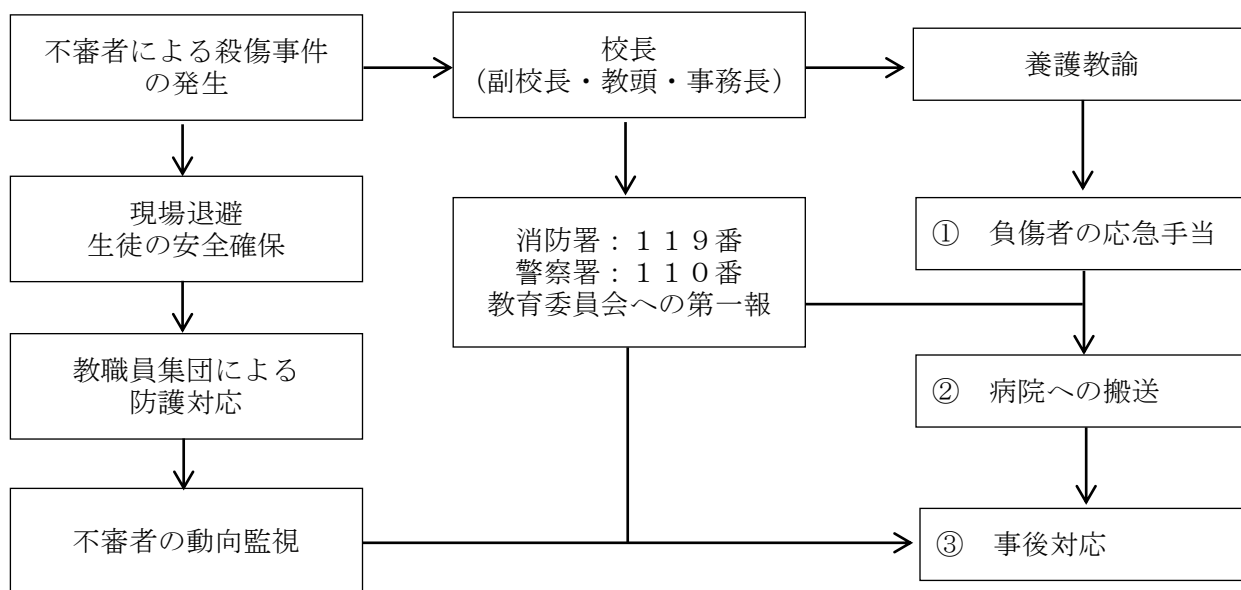 不審者による殺傷事件
の発生
校長
（副校長・教頭・事務長）
養護教諭
現場退避
生徒の安全確保
消防署：１１９番
警察署：１１０番
教育委員会への第一報
①　負傷者の応急手当
教職員集団による
防護対応
②　病院への搬送
不審者の動向監視
③　事後対応